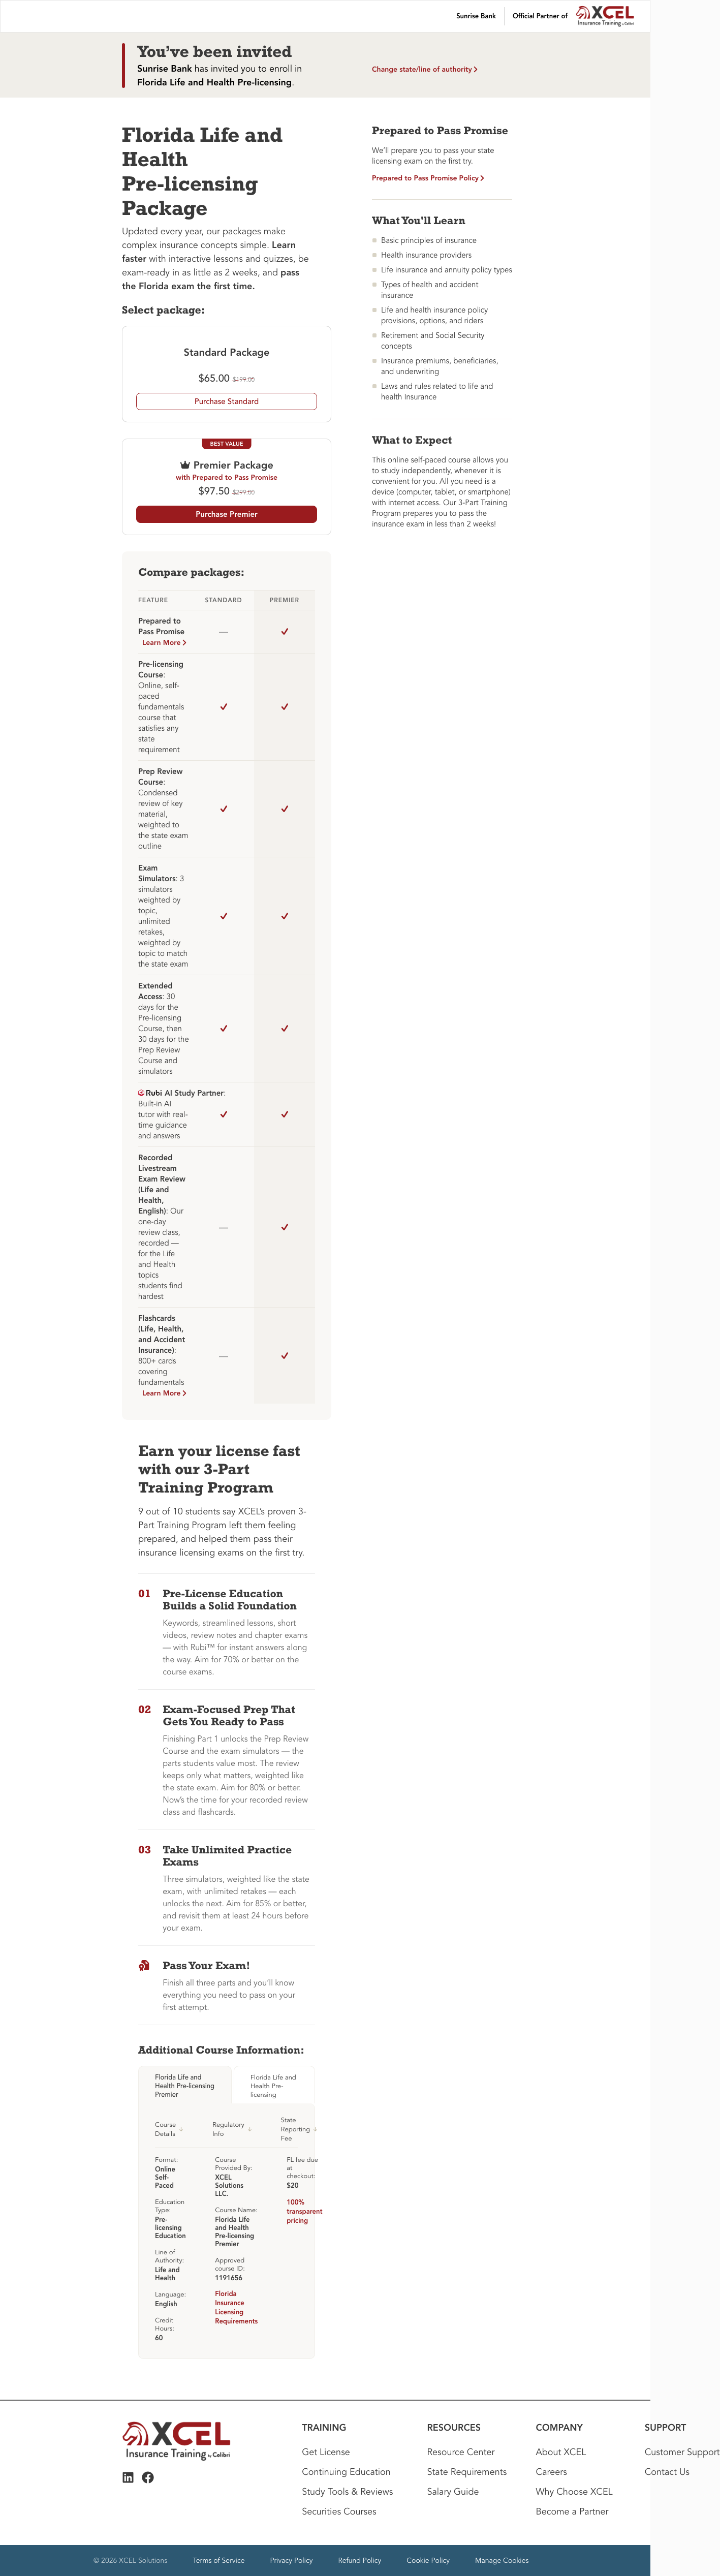 Sunrise Bank
Official Partner of
XCEL
Insurance Training by Colibri
You've been invited
Sunrise Bank has invited you to enroll in
Florida Life and Health Pre-licensing.
Change state/line of authority
Florida Life and
Health
Pre-licensing
Package
Updated every year, our packages make
complex insurance concepts simple. Learn
faster with interactive lessons and quizzes, be
exam-ready in as little as 2 weeks, and pass
the Florida exam the first time.
Select package:
Standard Package
$65.00 $199.00
Purchase Standard
BEST VALUE
Premier Package
with Prepared to Pass Promise
$97.50 $299.00
Purchase Premier
Prepared to Pass Promise
We'll prepare you to pass your state
licensing exam on the first try.
Prepared to Pass Promise Policy
What You'll Learn
Basic principles of insurance
Health insurance providers
Life insurance and annuity policy types
Types of health and accident
insurance
Life and health insurance policy
provisions, options, and riders
Retirement and Social Security
concepts
Insurance premiums, beneficiaries,
and underwriting
Laws and rules related to life and
health Insurance
What to Expect
This online self-paced course allows you
to study independently, whenever it is
convenient for you. All you need is a
device (computer, tablet, or smartphone)
with internet access. Our 3-Part Training
Program prepares you to pass the
insurance exam in less than 2 weeks!
Compare packages:
FEATURE STANDARD PREMIER
Prepared to
Pass Promise
Learn More
Pre-licensing
Course:
Online, self-
paced
fundamentals
course that
satisfies any
state
requirement
Prep Review
Course:
Condensed
review of key
material,
weighted to
the state exam
outline
Exam
Simulators: 3
simulators
weighted by
topic,
unlimited
retakes,
weighted by
topic to match
the state exam
Extended
Access: 30
days for the
Pre-licensing
Course, then
30 days for the
Prep Review
Course and
simulators
Rubi AI Study Partner:
Built-in AI
tutor with real-
time guidance
and answers
Recorded
Livestream
Exam Review
(Life and
Health,
English): Our
one-day
review class,
recorded —
for the Life
and Health
topics
students find
hardest
Flashcards
(Life, Health,
and Accident
Insurance):
800+ cards
covering
fundamentals
Learn More
Earn your license fast
with our 3-Part
Training Program
9 out of 10 students say XCEL's proven 3-
Part Training Program left them feeling
prepared, and helped them pass their
insurance licensing exams on the first try.
01 Pre-License Education
Builds a Solid Foundation
Keywords, streamlined lessons, short
videos, review notes and chapter exams
— with Rubi™ for instant answers along
the way. Aim for 70% or better on the
course exams.
02 Exam-Focused Prep That
Gets You Ready to Pass
Finishing Part 1 unlocks the Prep Review
Course and the exam simulators — the
parts students value most. The review
keeps only what matters, weighted like
the state exam. Aim for 80% or better.
Now's the time for your recorded review
class and flashcards.
03 Take Unlimited Practice
Exams
Three simulators, weighted like the state
exam, with unlimited retakes — each
unlocks the next. Aim for 85% or better,
and revisit them at least 24 hours before
your exam.
Pass Your Exam!
Finish all three parts and you'll know
everything you need to pass on your
first attempt.
Additional Course Information:
Florida Life and
Health Pre-licensing
Premier
Florida Life and
Health Pre-
licensing
Course
Details
Regulatory
Info
State
Reporting
Fee
Format:
Online
Self-
Paced
Education
Type:
Pre-
licensing
Education
Line of
Authority:
Life and
Health
Language:
English
Credit
Hours:
60
Course
Provided By:
XCEL
Solutions
LLC.
Course Name:
Florida Life
and Health
Pre-licensing
Premier
Approved
course ID:
1191656
Florida
Insurance
Licensing
Requirements
FL fee due
at
checkout:
$20
100%
transparent
pricing
XCEL
Insurance Training by Colibri
TRAINING
Get License
Continuing Education
Study Tools & Reviews
Securities Courses
RESOURCES
Resource Center
State Requirements
Salary Guide
COMPANY
About XCEL
Careers
Why Choose XCEL
Become a Partner
SUPPORT
Customer Support
Contact Us
© 2026 XCEL Solutions Terms of Service Privacy Policy Refund Policy Cookie Policy Manage Cookies